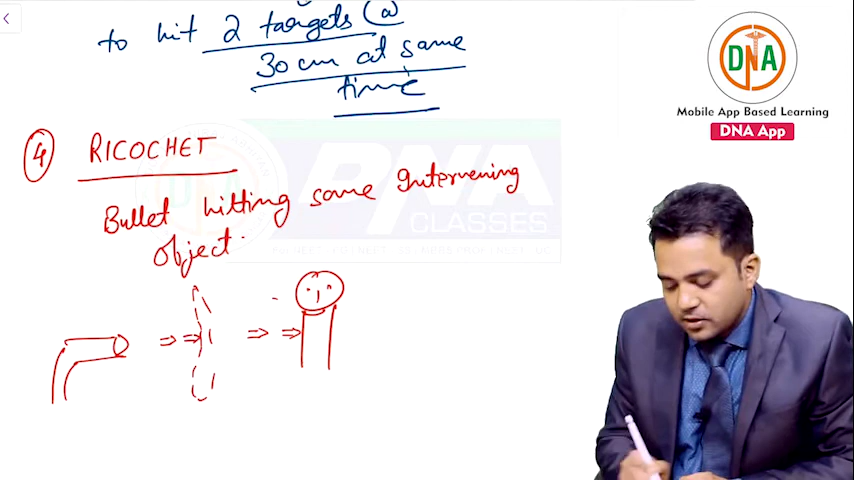 to hit 2 targets @
30 cm at same
time
4 RICOCHET
Bullet hitting some Intervening
object.
DNA
Mobile App Based Learning
DNA App
DNA
CLASSES